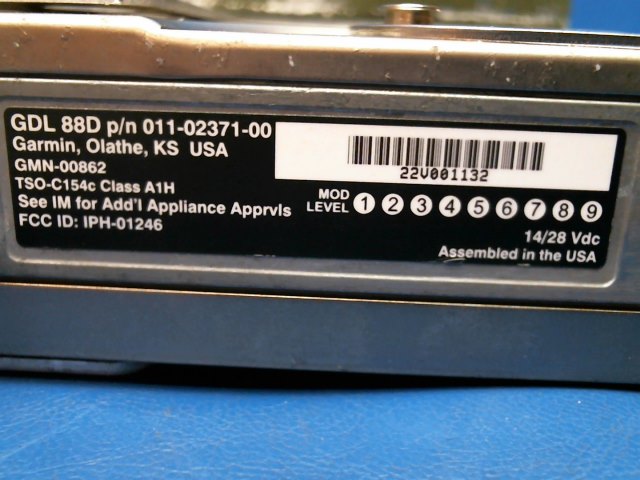 GDL 88D p/n 011-02371-00
Garmin, Olathe, KS USA
GMN-00862
TSO-C154c Class A1H
See IM for Add'l Appliance Apprvls
FCC ID: IPH-01246
22V001132
MOD LEVEL 1 2 3 4 5 6 7 8 9
14/28 Vdc
Assembled in the USA